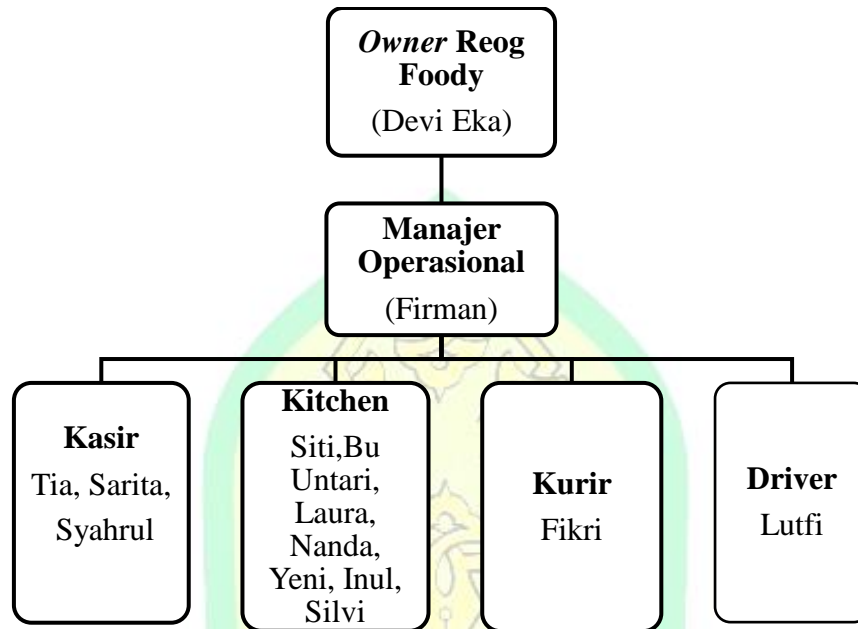 Owner Reog
Foody
(Devi Eka)
Manajer
Operasional
(Firman)
Kasir
Tia, Sarita,
Syahrul
Kitchen
Siti,Bu
Untari,
Laura,
Nanda,
Yeni, Inul,
Silvi
Kurir
Fikri
Driver
Lutfi